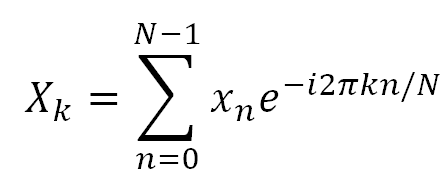 X_k = \sum_{n=0}^{N-1} x_n e^{-i2\pi kn/N}